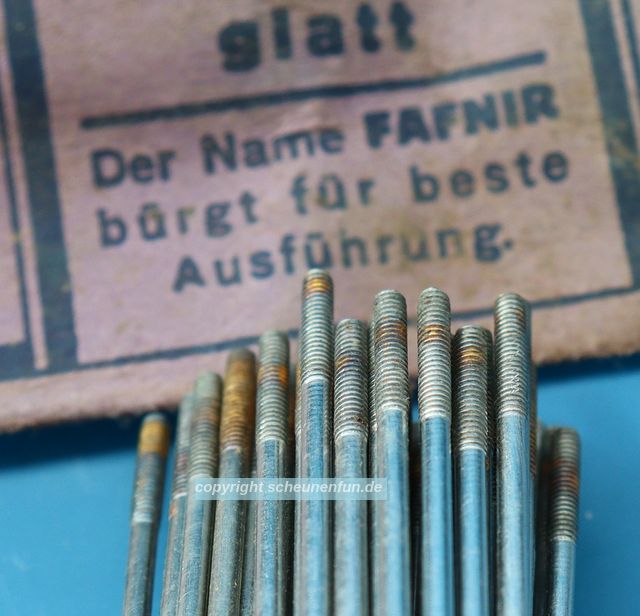 glatt
Der Name FAFNIR
bürgt für beste
Ausführung.
copyright scheunenfun.de